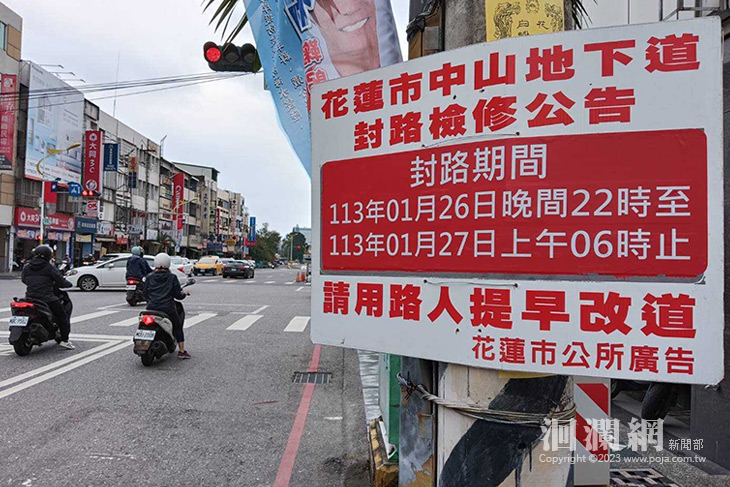 花蓮市中山地下道
封路檢修公告
封路期間
113年01月26日晚間22時至
113年01月27日上午06時止
請用路人提早改道
花蓮市公所廣告
大同3C
洄瀾網 新聞部
Copyright ©2023 www.poja.com.tw